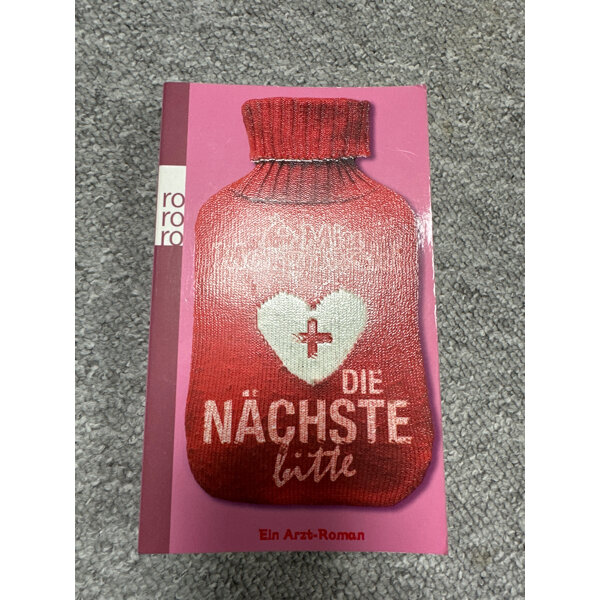 ro
ro
ro
DIE
NÄCHSTE
bitte
Ein Arzt-Roman